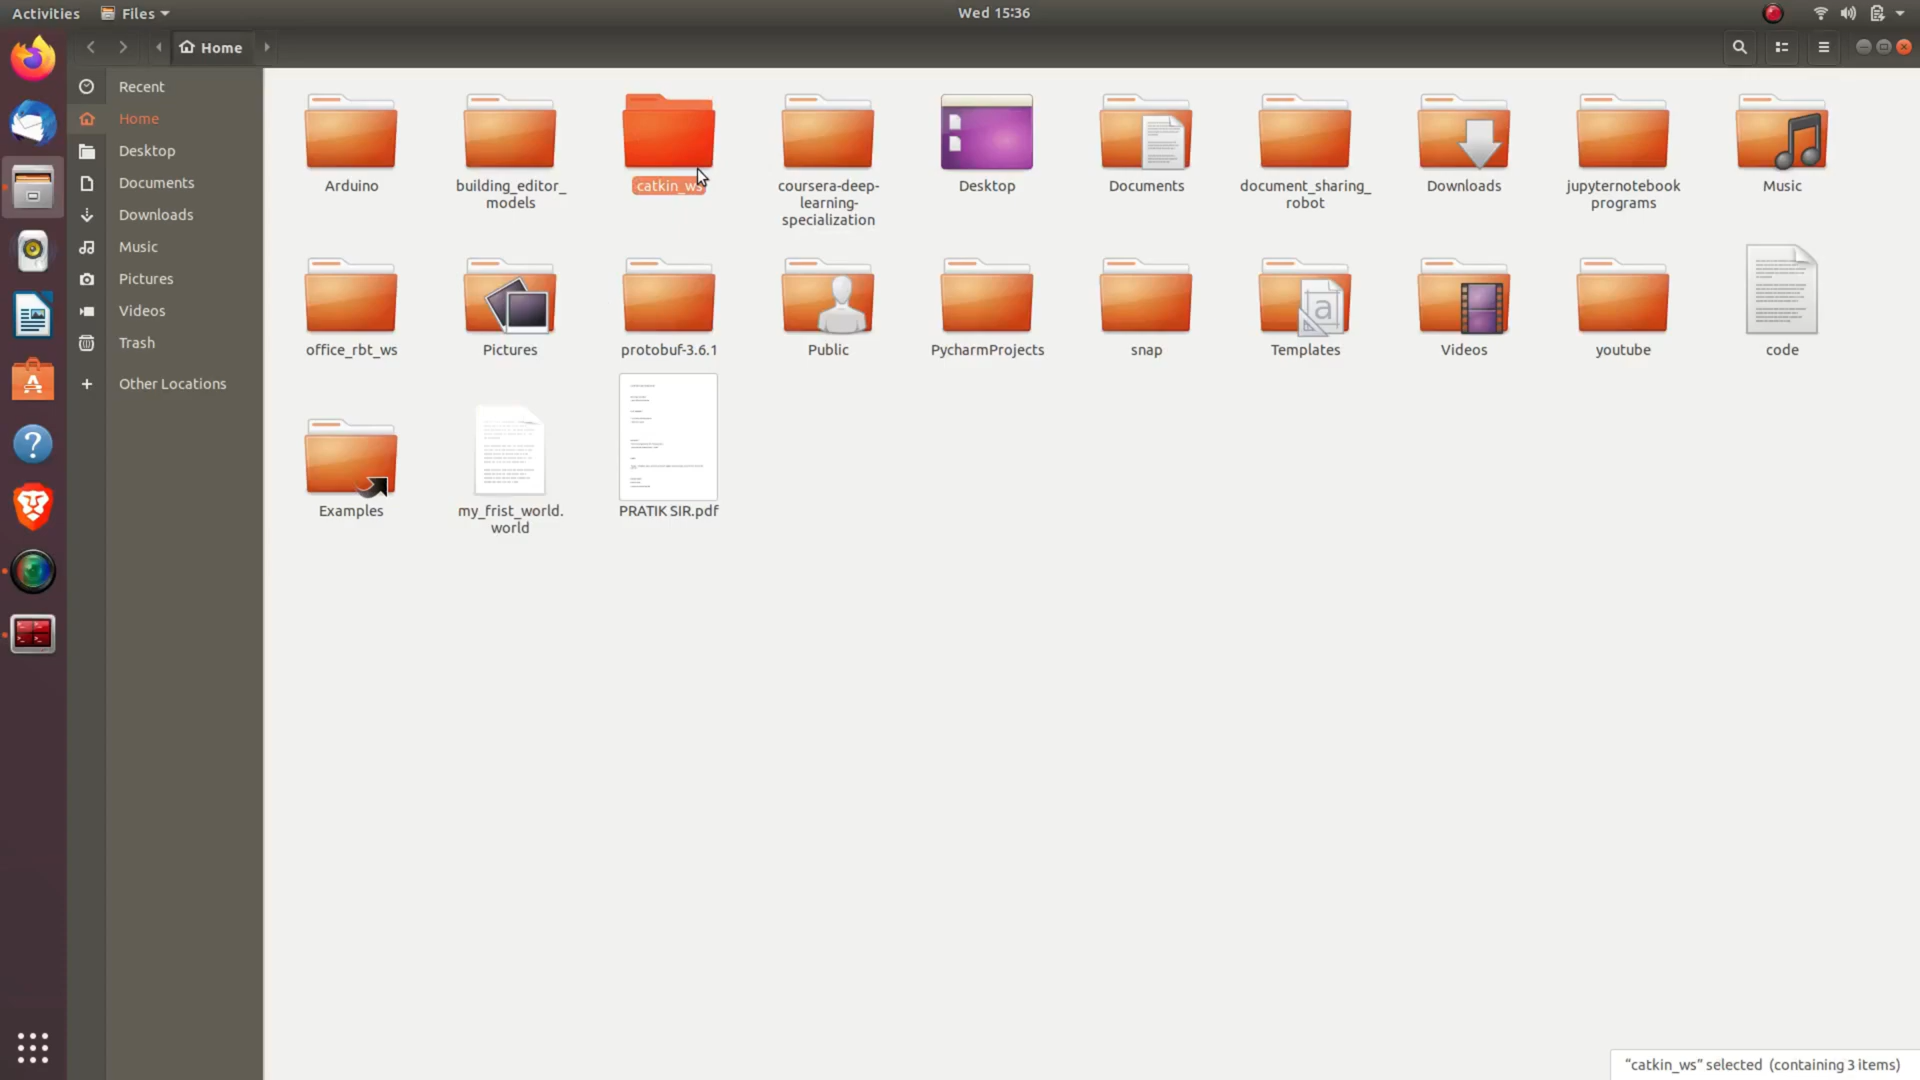 Activities
Files
Wed 15:36
Home
Recent
Home
Desktop
Documents
Downloads
Music
Pictures
Videos
Trash
Other Locations
Arduino
building_editor_
models
catkin_ws
coursera-deep-
learning-
specialization
Desktop
Documents
document_sharing_
robot
Downloads
jupyternotebook
programs
Music
office_rbt_ws
Pictures
protobuf-3.6.1
Public
PycharmProjects
snap
Templates
Videos
youtube
code
Examples
my_frist_world.
world
PRATIK SIR.pdf
"catkin_ws" selected (containing 3 items)